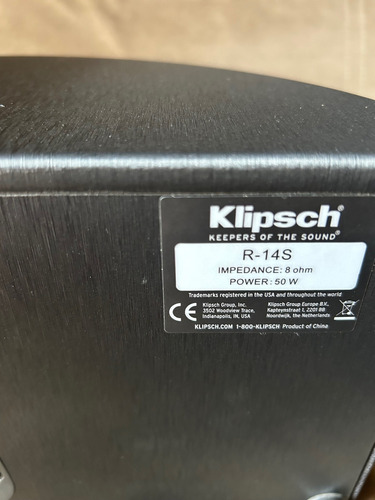 Klipsch®
KEEPERS OF THE SOUND®
R-14S
IMPEDANCE: 8 ohm
POWER: 50 W
Trademarks registered in the USA and throughout the world
Klipsch Group, Inc.
3502 Woodview Trace,
Indianapolis, IN, USA
Klipsch Group Europe B.V.,
Kapteynstraat 1, 2201 BB
Noordwijk, the Netherlands
CE
KLIPSCH.COM 1-800-KLIPSCH Product of China